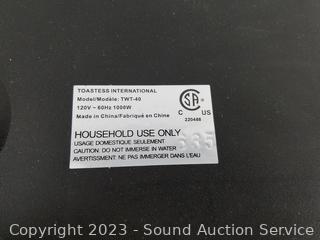 TOASTESS INTERNATIONAL
Model/Modèle: TWT-40
120V ~ 60Hz 1000W
Made in China/Fabriqué en Chine
CSA
C US
220488
HOUSEHOLD USE ONLY
USAGE DOMESTIQUE SEULEMENT
CAUTION: DO NOT IMMERSE IN WATER
AVERTISSEMENT: NE PAS IMMERGER DANS L'EAU
Copyright © 2023 - Sound Auction Service